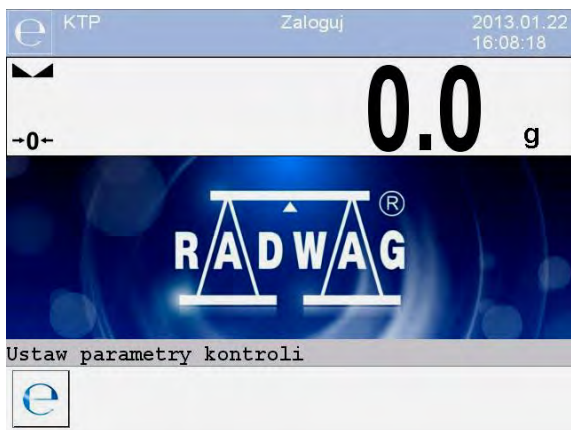 e KTP Zaloguj 2013.01.22
16:08:18
→0← 0.0 g
RADWAG ®
Ustaw parametry kontroli
e